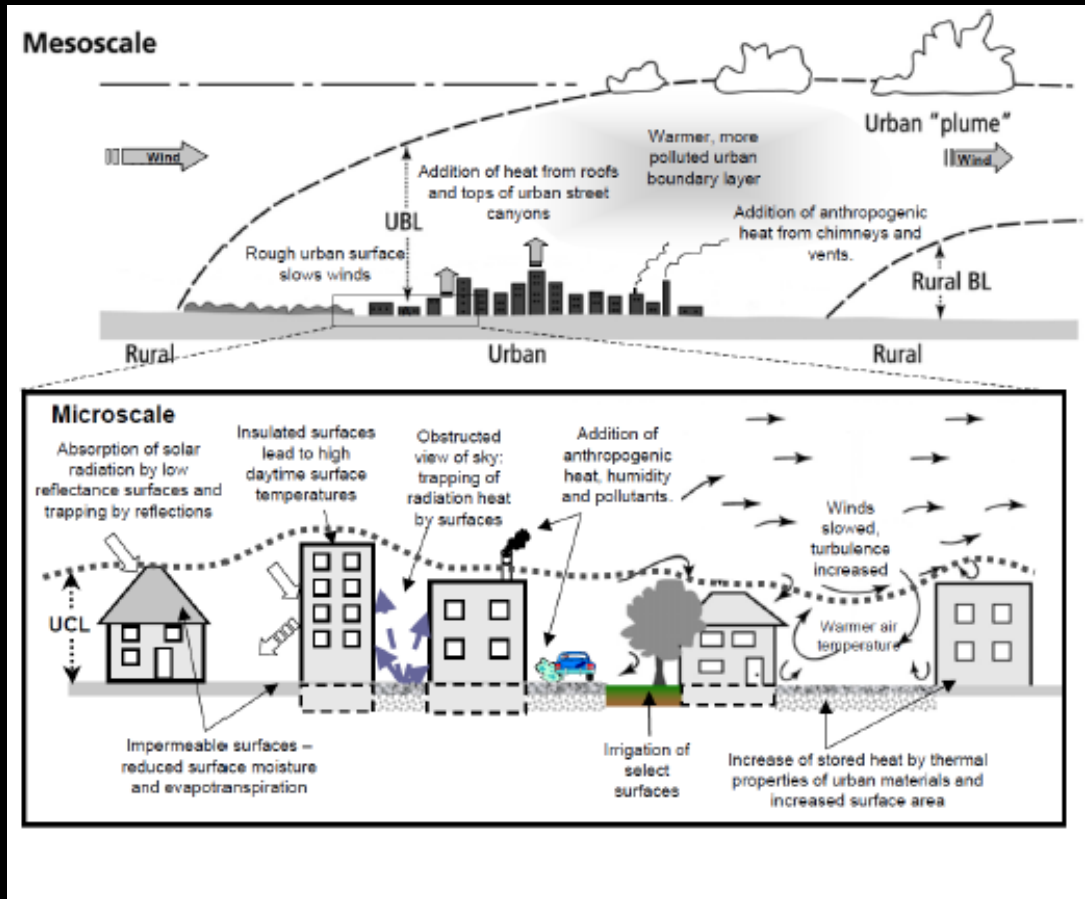 Mesoscale
Wind
UBL
Addition of heat from roofs
and tops of urban street
canyons
Rough urban surface
slows winds
Warmer, more
polluted urban
boundary layer
Urban "plume"
Wind
Addition of anthropogenic
heat from chimneys and
vents.
Rural BL
Rural
Urban
Rural
Microscale
Absorption of solar
radiation by low
reflectance surfaces and
trapping by reflections
Insulated surfaces
lead to high
daytime surface
temperatures
Obstructed
view of sky:
trapping of
radiation heat
by surfaces
Addition of
anthropogenic
heat, humidity
and pollutants.
Winds
slowed,
turbulence
increased
UCL
Warmer air
temperature
Impermeable surfaces –
reduced surface moisture
and evapotranspiration
Irrigation of
select
surfaces
Increase of stored heat by thermal
properties of urban materials and
increased surface area